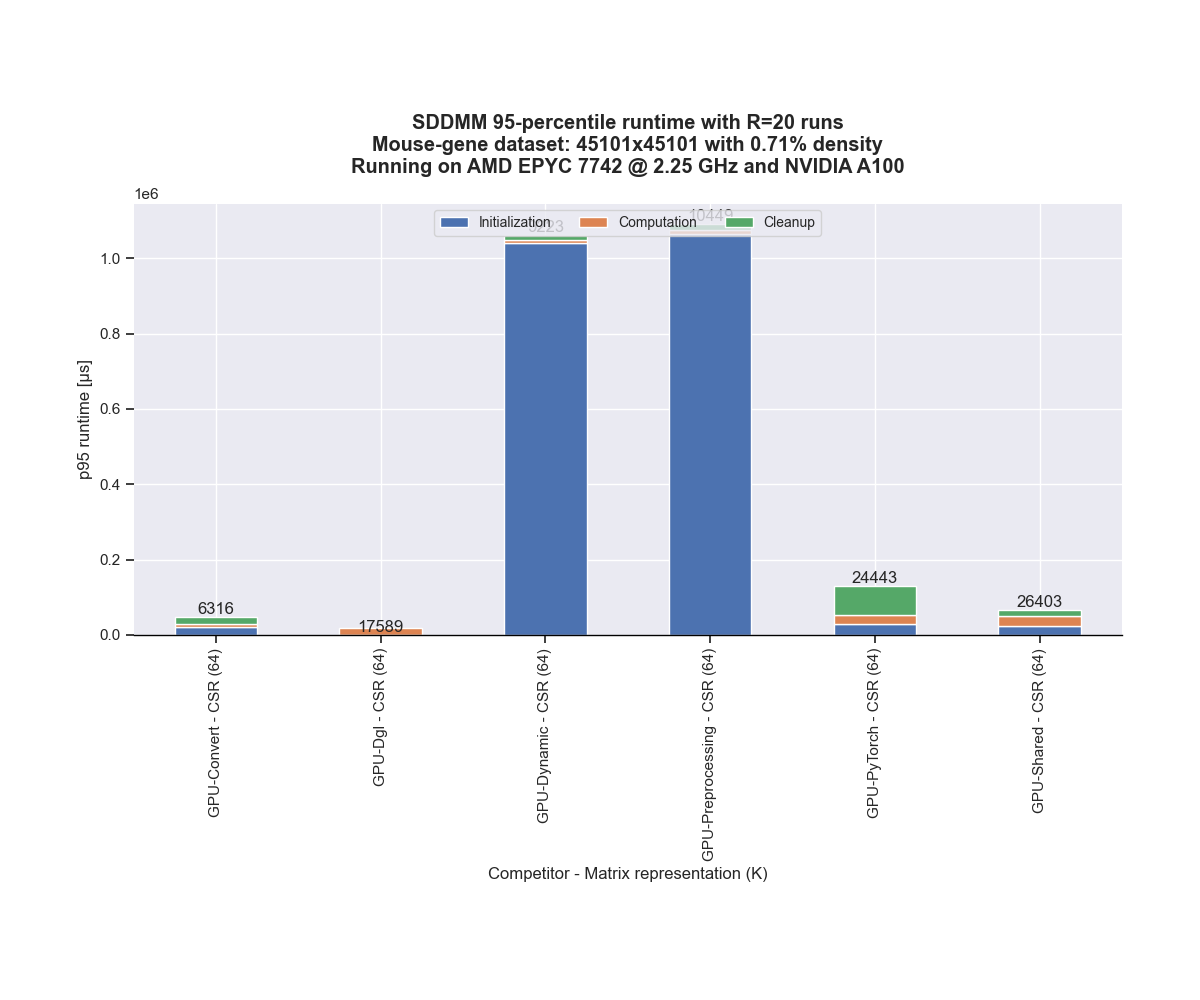 SDDMM 95-percentile runtime with R=20 runs
Mouse-gene dataset: 45101x45101 with 0.71% density
Running on AMD EPYC 7742 @ 2.25 GHz and NVIDIA A100
1e6
Initialization Computation Cleanup
10449
1.0
0.8
0.6
0.4
0.2
0.0
p95 runtime [µs]
6316
17589
24443
26403
GPU-Convert - CSR (64)
GPU-Dgl - CSR (64)
GPU-Dynamic - CSR (64)
GPU-Preprocessing - CSR (64)
GPU-PyTorch - CSR (64)
GPU-Shared - CSR (64)
Competitor - Matrix representation (K)